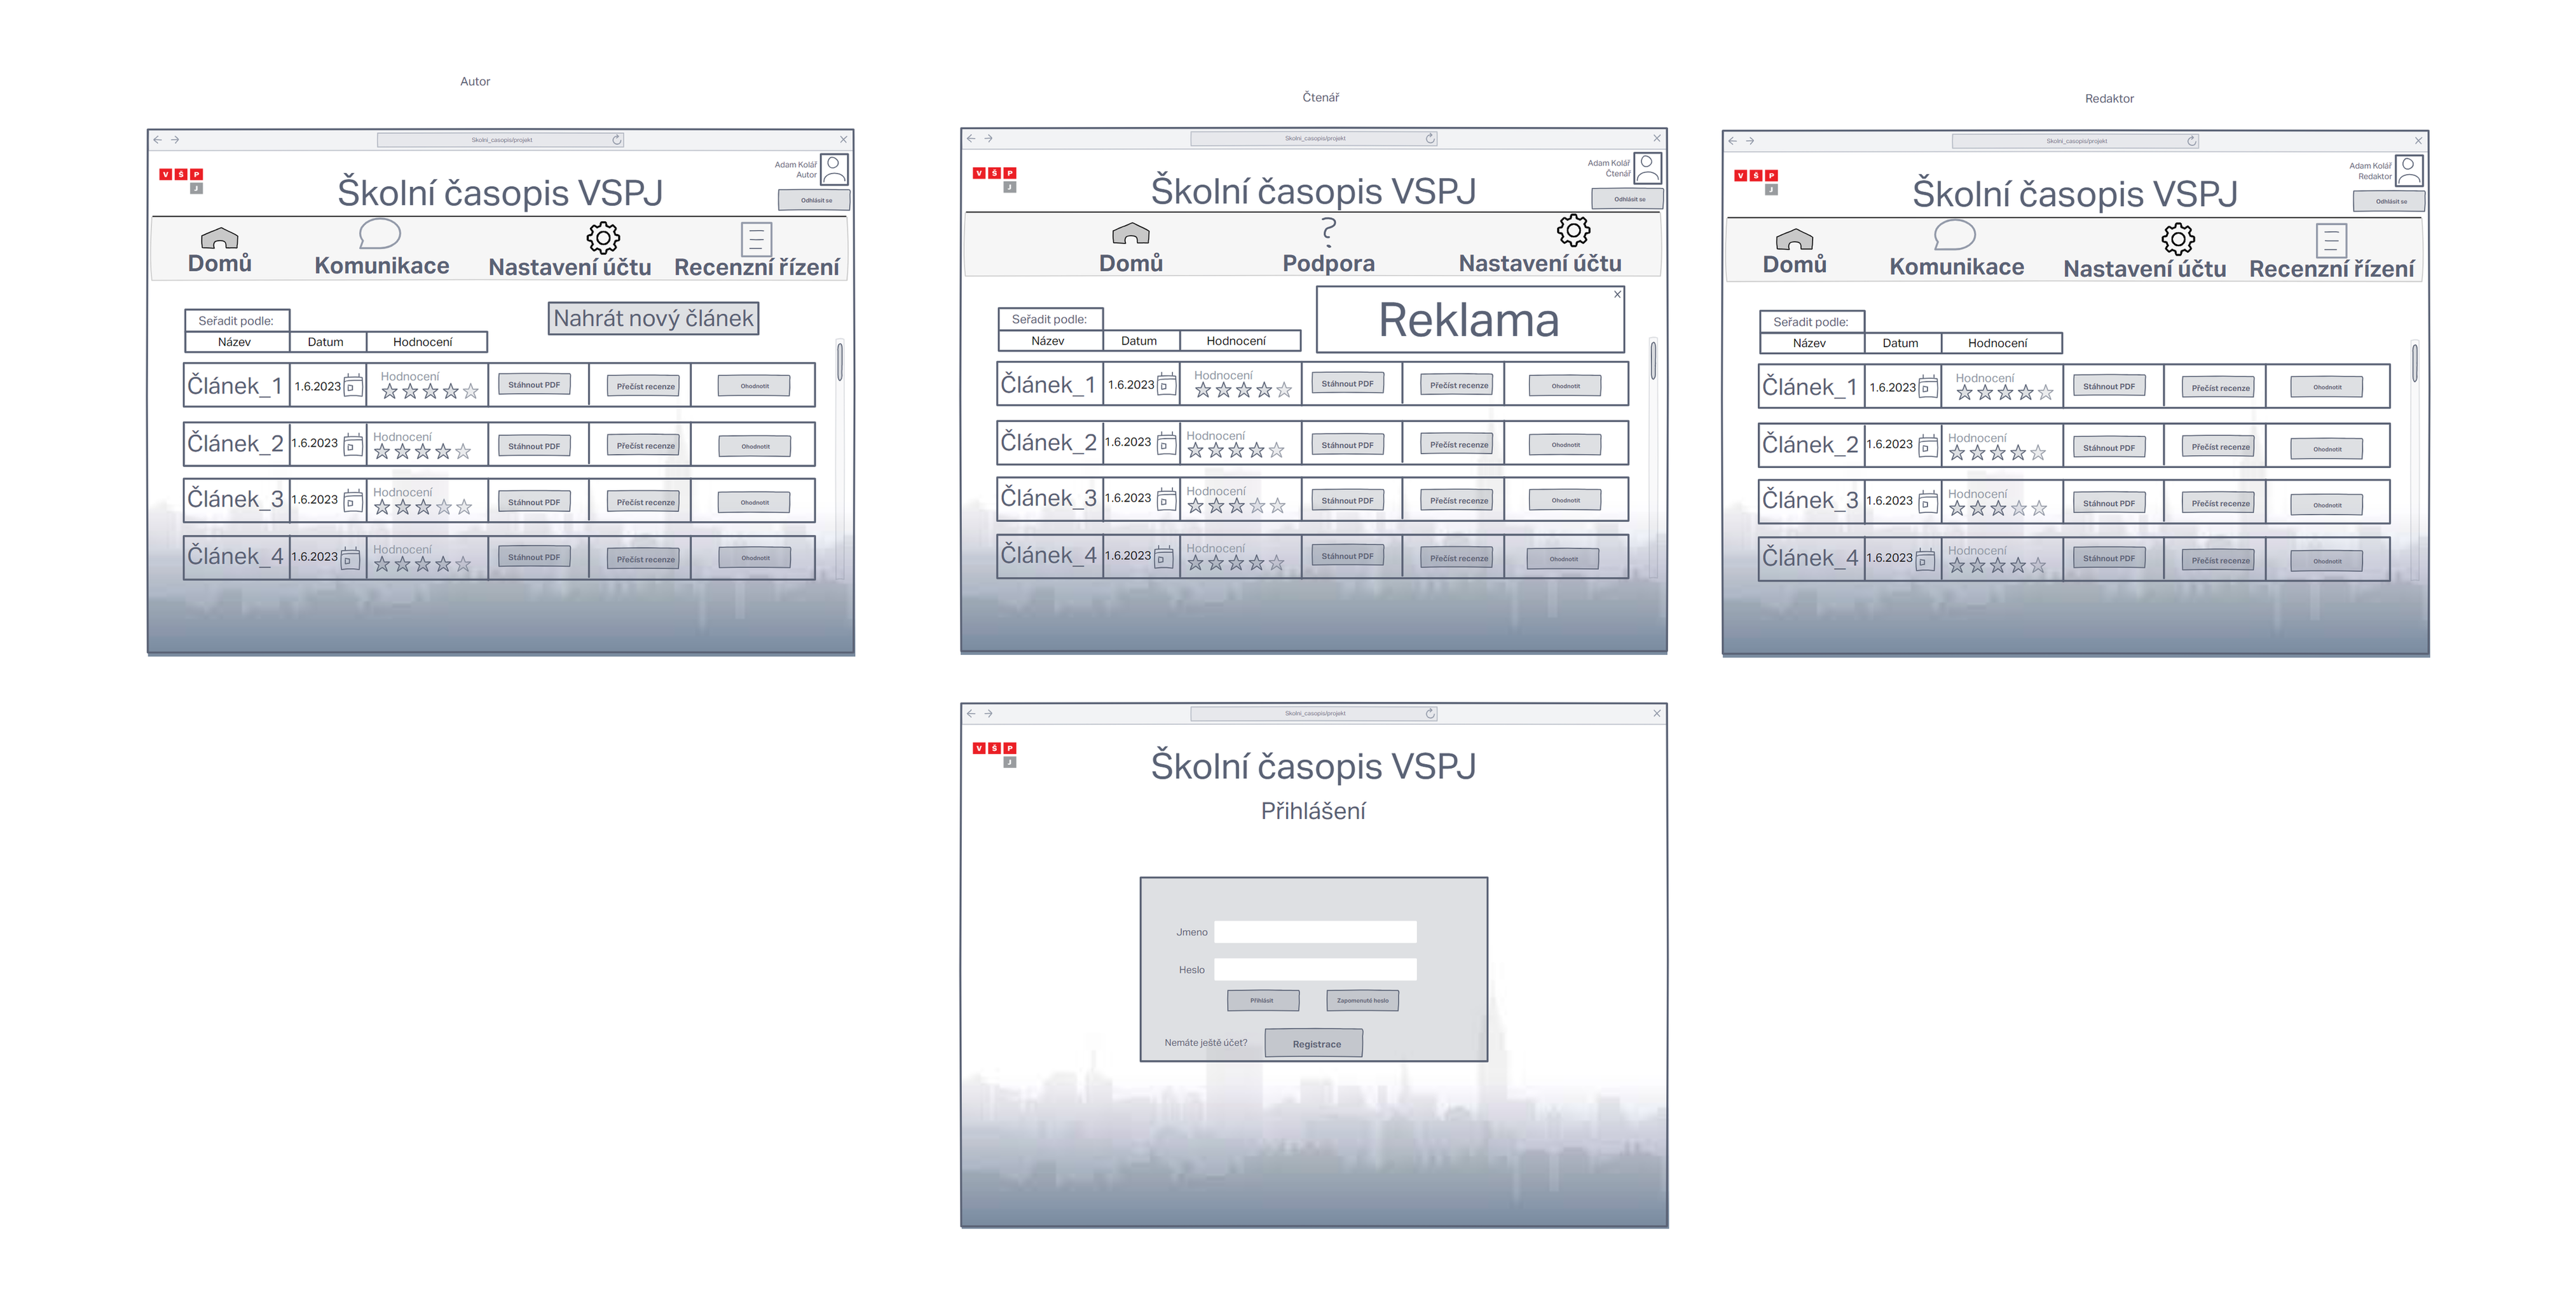 Autor
Skolni_casopis/projekt
VŠP
J
Školní časopis VSPJ
Adam Kolář
Autor
Odhlásit se
Domů
Komunikace
Nastavení účtu
Recenzní řízení
Seřadit podle:
Nahrát nový článek
Název Datum Hodnocení
Článek_1 1.6.2023 Hodnocení Stáhnout PDF Přečíst recenze Ohodnotit
Článek_2 1.6.2023 Hodnocení Stáhnout PDF Přečíst recenze Ohodnotit
Článek_3 1.6.2023 Hodnocení Stáhnout PDF Přečíst recenze Ohodnotit
Článek_4 1.6.2023 Hodnocení Stáhnout PDF Přečíst recenze Ohodnotit
Čtenář
Skolni_casopis/projekt
VŠP
J
Školní časopis VSPJ
Adam Kolář
Čtenář
Odhlásit se
Domů
Podpora
Nastavení účtu
Seřadit podle:
Reklama
Název Datum Hodnocení
Článek_1 1.6.2023 Hodnocení Stáhnout PDF Přečíst recenze Ohodnotit
Článek_2 1.6.2023 Hodnocení Stáhnout PDF Přečíst recenze Ohodnotit
Článek_3 1.6.2023 Hodnocení Stáhnout PDF Přečíst recenze Ohodnotit
Článek_4 1.6.2023 Hodnocení Stáhnout PDF Přečíst recenze Ohodnotit
Redaktor
Skolni_casopis/projekt
VŠP
J
Školní časopis VSPJ
Adam Kolář
Redaktor
Odhlásit se
Domů
Komunikace
Nastavení účtu
Recenzní řízení
Seřadit podle:
Název Datum Hodnocení
Článek_1 1.6.2023 Hodnocení Stáhnout PDF Přečíst recenze Ohodnotit
Článek_2 1.6.2023 Hodnocení Stáhnout PDF Přečíst recenze Ohodnotit
Článek_3 1.6.2023 Hodnocení Stáhnout PDF Přečíst recenze Ohodnotit
Článek_4 1.6.2023 Hodnocení Stáhnout PDF Přečíst recenze Ohodnotit
Skolni_casopis/projekt
VŠP
J
Školní časopis VSPJ
Přihlášení
Jmeno
Heslo
Přihlásit Zapomenuté heslo
Nemáte ještě účet? Registrace